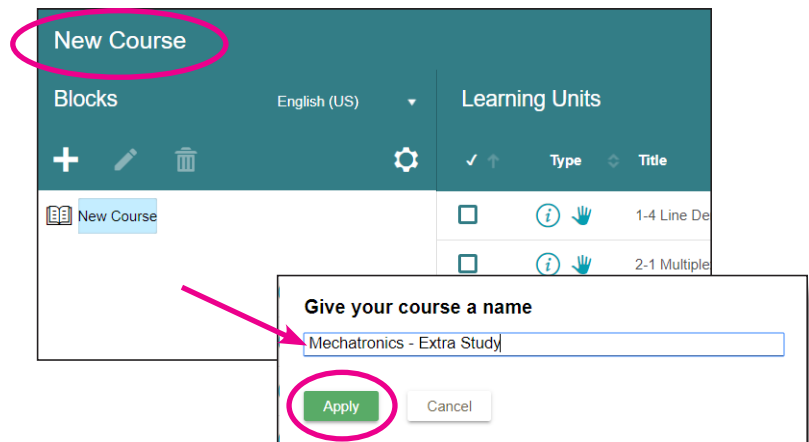 New Course
Blocks English (US) Learning Units
Type Title
New Course
1-4 Line De
2-1 Multiple
Give your course a name
Mechatronics - Extra Study
Apply Cancel